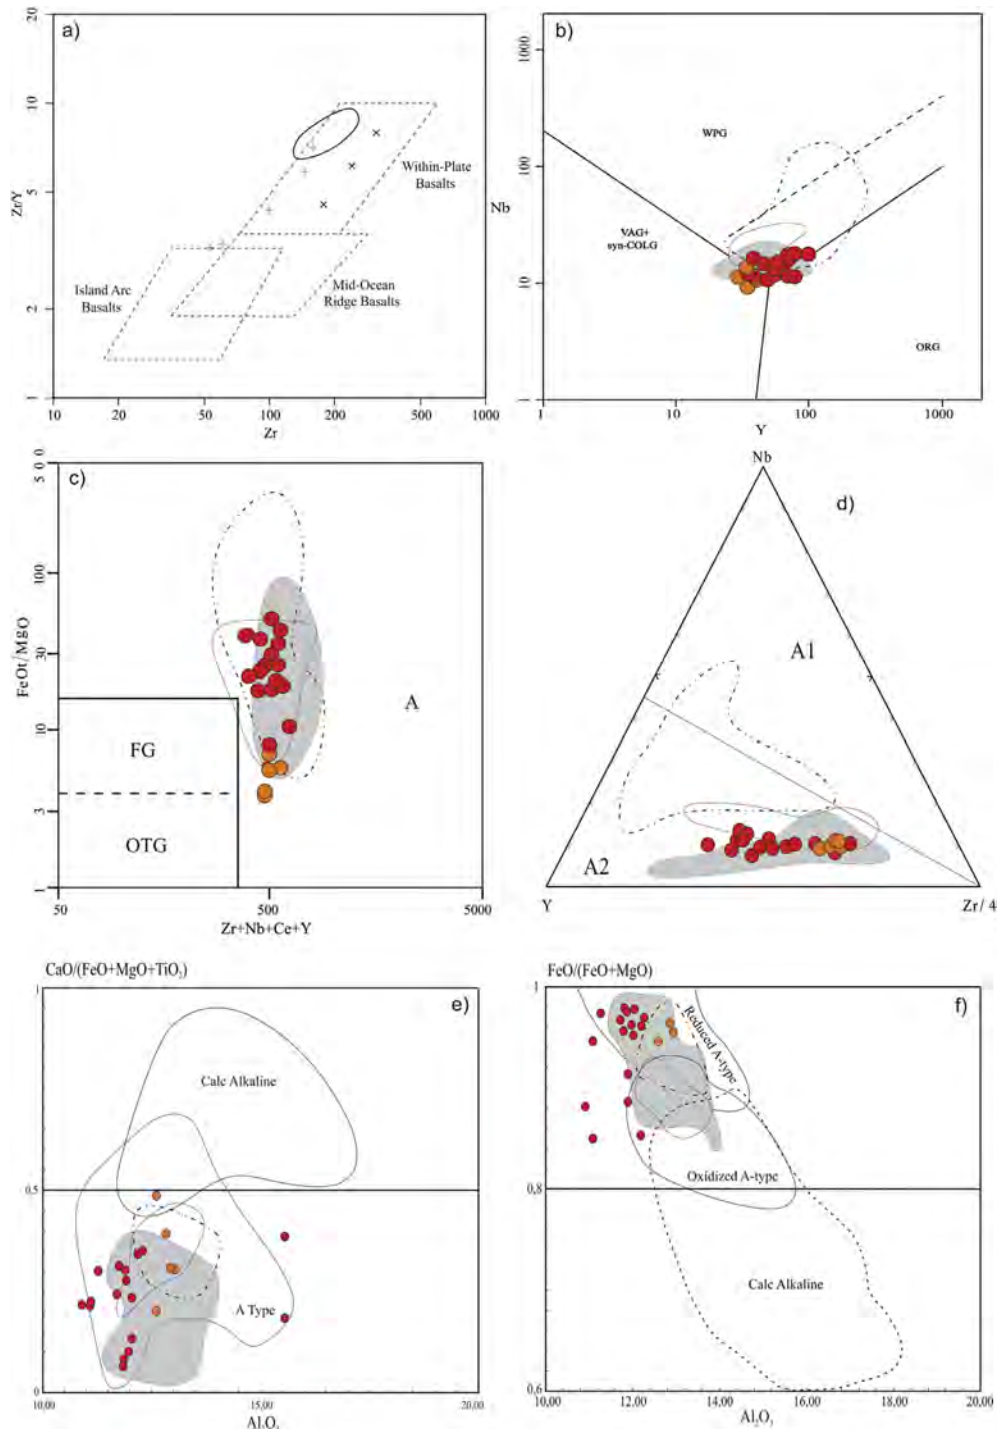 a)
20
10
5
2
1
Zr/Y
Within-Plate
Basalts
Island Arc
Basalts
Mid-Ocean
Ridge Basalts
10
20
50
100
200
500
1000
Zr
b)
1000
100
10
1
Nb
WPG
VAG+
syn-COLG
ORG
1
10
100
1000
Y
c)
500
100
30
10
3
1
FeOt/MgO
A
FG
OTG
50
500
5000
Zr+Nb+Ce+Y
Nb
d)
A1
A2
Y
Zr/4
CaO/(FeO+MgO+TiO2)
e)
1
0.5
0
Calc Alkaline
A Type
10,00
15,00
20,00
Al2O3
FeO/(FeO+MgO)
f)
1
0,8
0,6
Reduced A-type
Oxidized A-type
Calc Alkaline
10,00
12,00
14,00
16,00
18,00
20,00
Al2O3